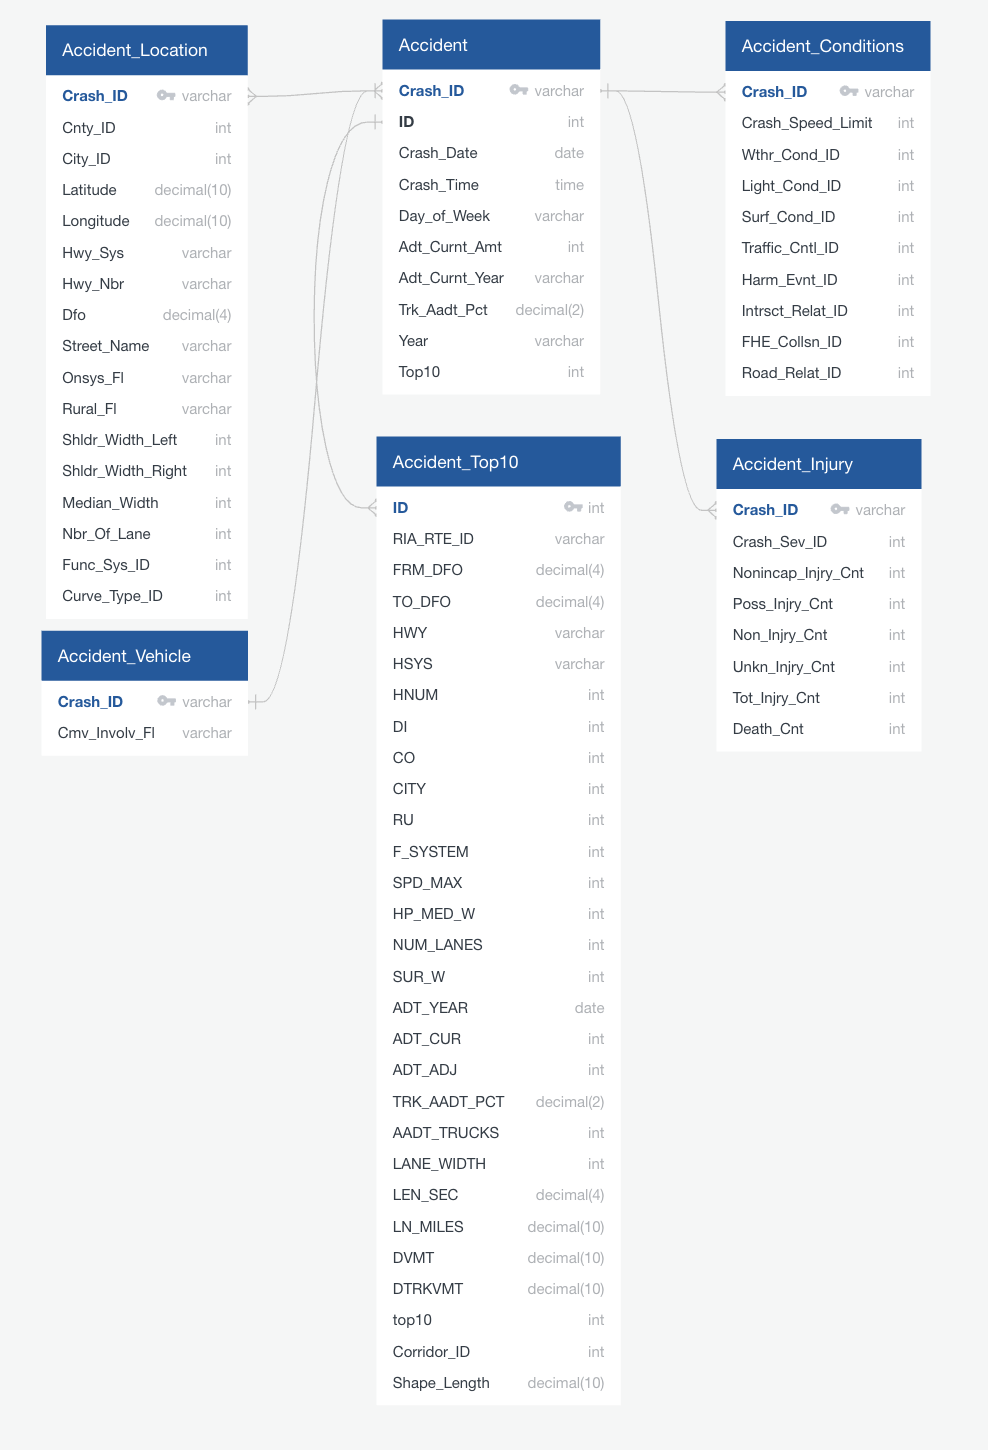 Accident_Location
Crash_ID varchar
Cnty_ID int
City_ID int
Latitude decimal(10)
Longitude decimal(10)
Hwy_Sys varchar
Hwy_Nbr varchar
Dfo decimal(4)
Street_Name varchar
Onsys_Fl varchar
Rural_Fl varchar
Shldr_Width_Left int
Shldr_Width_Right int
Median_Width int
Nbr_Of_Lane int
Func_Sys_ID int
Curve_Type_ID int
Accident_Vehicle
Crash_ID varchar
Cmv_Involv_Fl varchar
Accident
Crash_ID varchar
ID int
Crash_Date date
Crash_Time time
Day_of_Week varchar
Adt_Curnt_Amt int
Adt_Curnt_Year varchar
Trk_Aadt_Pct decimal(2)
Year varchar
Top10 int
Accident_Top10
ID int
RIA_RTE_ID varchar
FRM_DFO decimal(4)
TO_DFO decimal(4)
HWY varchar
HSYS varchar
HNUM int
DI int
CO int
CITY int
RU int
F_SYSTEM int
SPD_MAX int
HP_MED_W int
NUM_LANES int
SUR_W int
ADT_YEAR date
ADT_CUR int
ADT_ADJ int
TRK_AADT_PCT decimal(2)
AADT_TRUCKS int
LANE_WIDTH int
LEN_SEC decimal(4)
LN_MILES decimal(10)
DVMT decimal(10)
DTRKVMT decimal(10)
top10 int
Corridor_ID int
Shape_Length decimal(10)
Accident_Conditions
Crash_ID varchar
Crash_Speed_Limit int
Wthr_Cond_ID int
Light_Cond_ID int
Surf_Cond_ID int
Traffic_Cntl_ID int
Harm_Evnt_ID int
Intrsct_Relat_ID int
FHE_Collsn_ID int
Road_Relat_ID int
Accident_Injury
Crash_ID varchar
Crash_Sev_ID int
Nonincap_Injry_Cnt int
Poss_Injry_Cnt int
Non_Injry_Cnt int
Unkn_Injry_Cnt int
Tot_Injry_Cnt int
Death_Cnt int